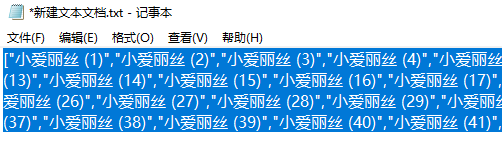 *新建文本文档.txt - 记事本
文件(F) 编辑(E) 格式(O) 查看(V) 帮助(H)
["小爱丽丝 (1)","小爱丽丝 (2)","小爱丽丝 (3)","小爱丽丝 (4)","小爱丽丝
(13)","小爱丽丝 (14)","小爱丽丝 (15)","小爱丽丝 (16)","小爱丽丝 (17)",
爱丽丝 (26)","小爱丽丝 (27)","小爱丽丝 (28)","小爱丽丝 (29)","小爱丽丝
(37)","小爱丽丝 (38)","小爱丽丝 (39)","小爱丽丝 (40)","小爱丽丝 (41)",